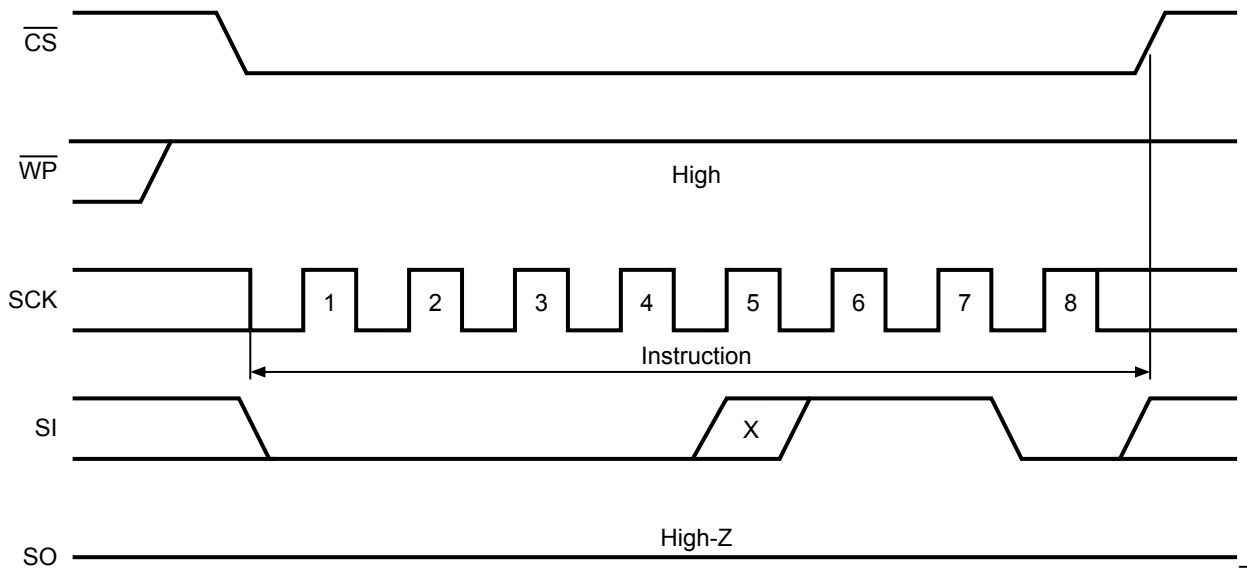 CS
WP
High
SCK
1 2 3 4 5 6 7 8
Instruction
SI
X
High-Z
SO